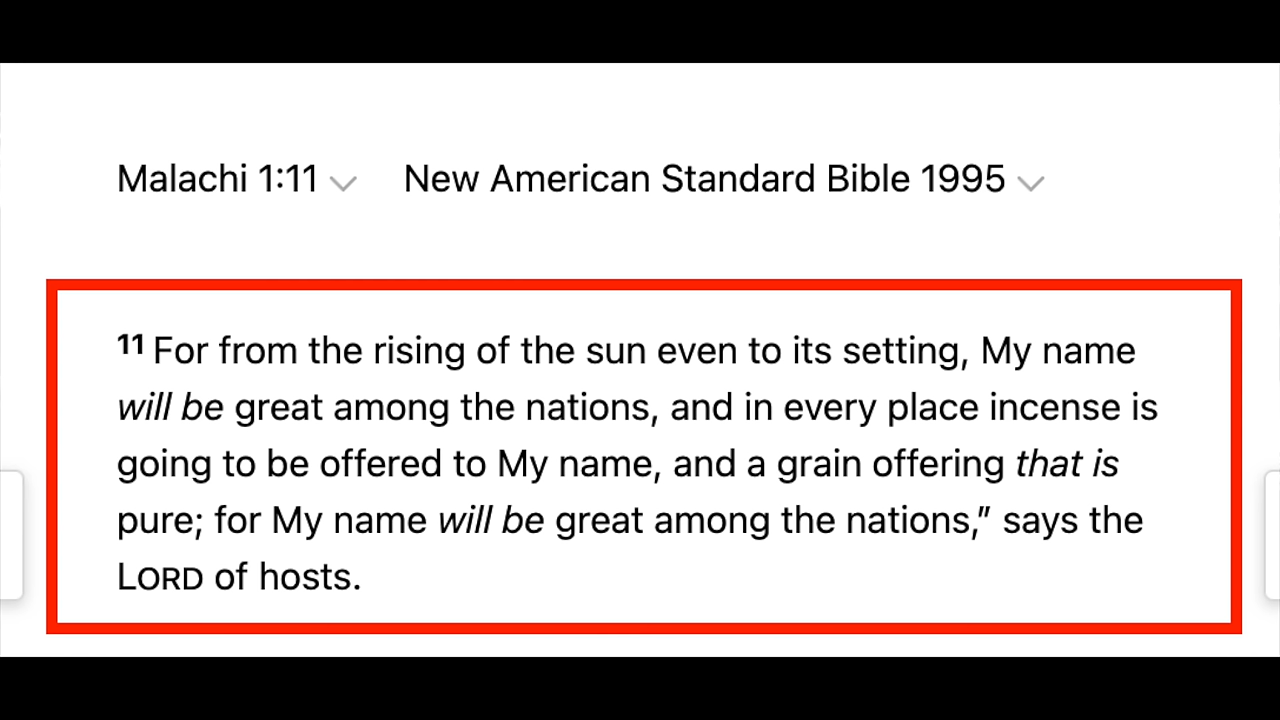 Malachi 1:11 New American Standard Bible 1995
11 For from the rising of the sun even to its setting, My name
will be great among the nations, and in every place incense is
going to be offered to My name, and a grain offering that is
pure; for My name will be great among the nations,” says the
LORD of hosts.